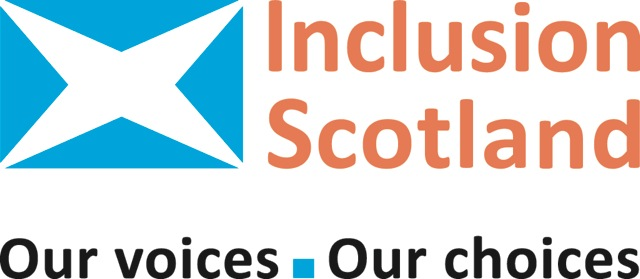 Inclusion
Scotland
Our voices ▪ Our choices